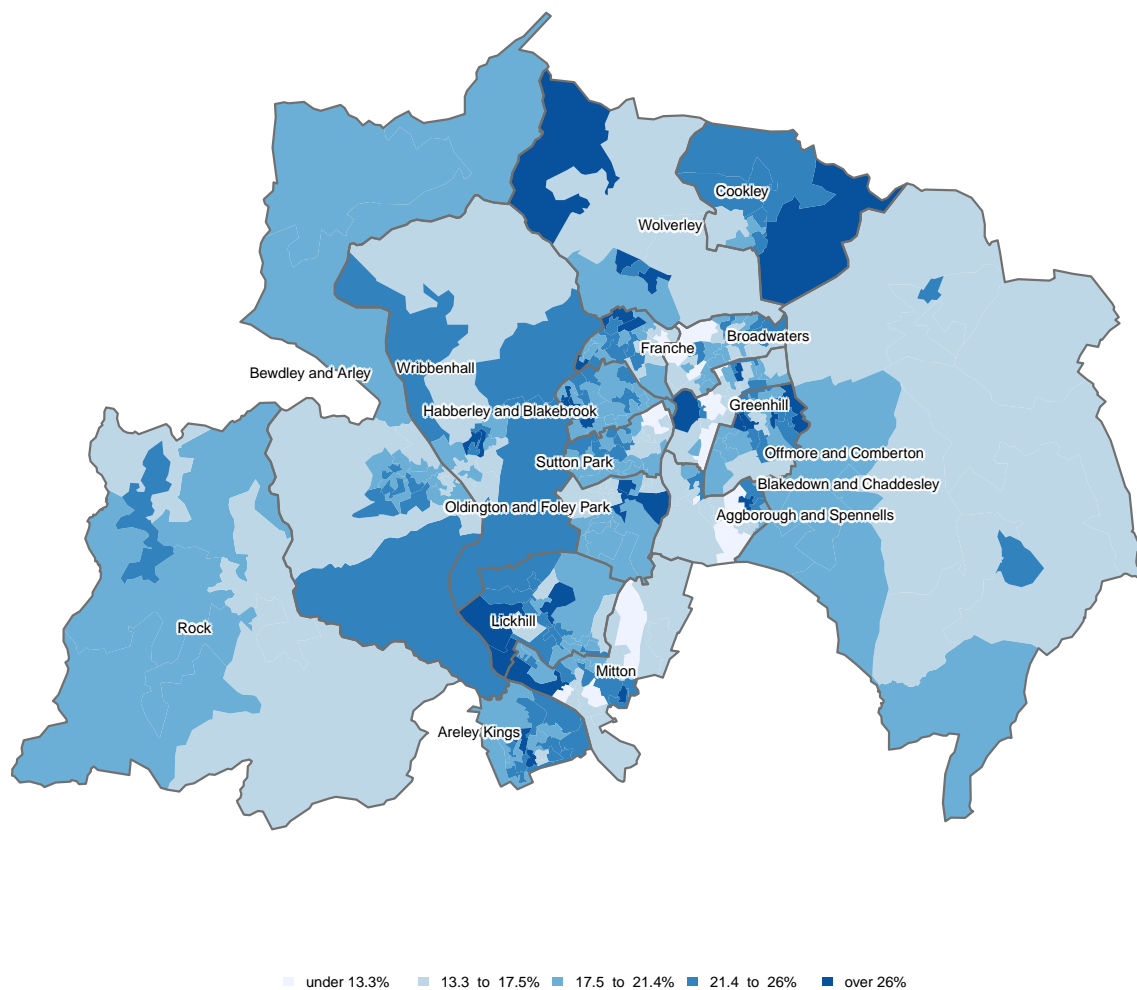 Cookley
Wolverley
Broadwaters
Franche
Wribbenhall
Bewdley and Arley
Greenhill
Habberley and Blakebrook
Offmore and Comberton
Sutton Park
Blakedown and Chaddesley
Oldington and Foley Park
Aggborough and Spennells
Lickhill
Rock
Mitton
Areley Kings
under 13.3% 13.3 to 17.5% 17.5 to 21.4% 21.4 to 26% over 26%